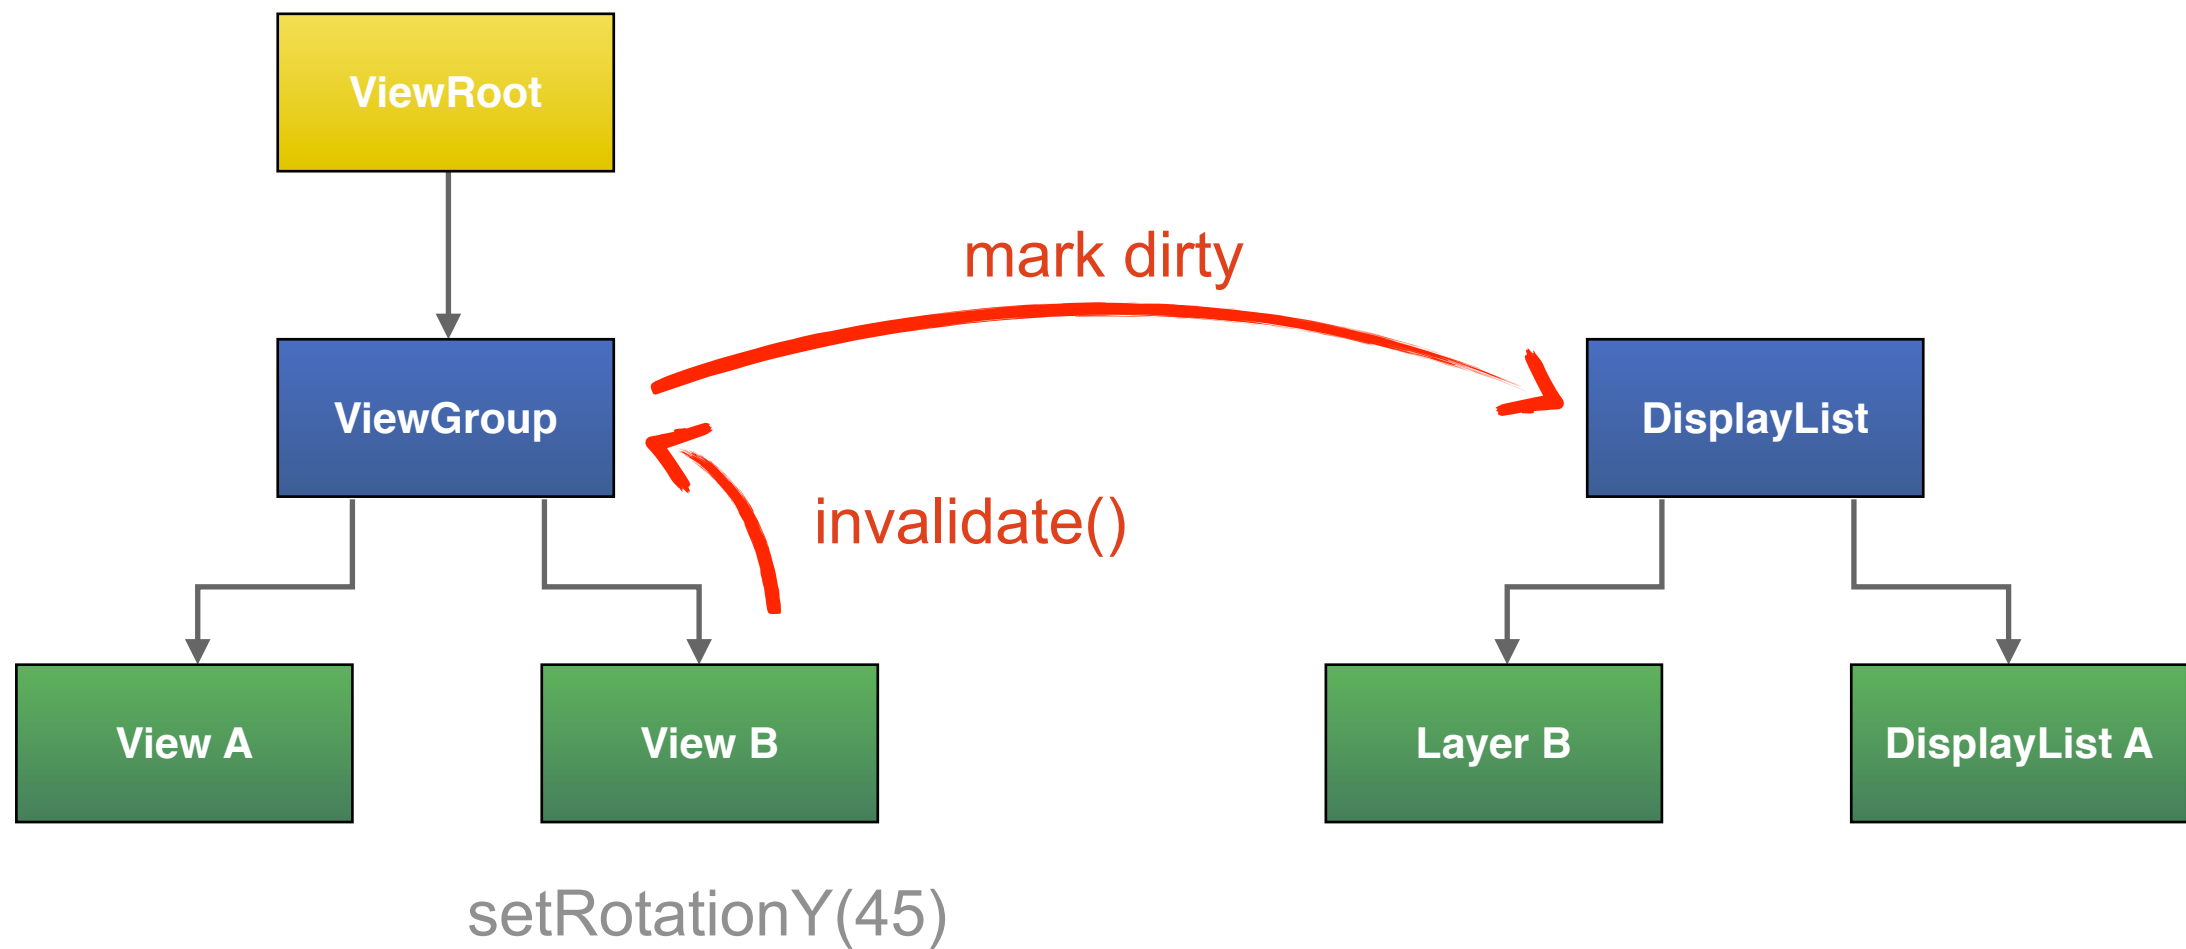 ViewRoot
mark dirty
ViewGroup
DisplayList
invalidate()
View A
View B
Layer B
DisplayList A
setRotationY(45)